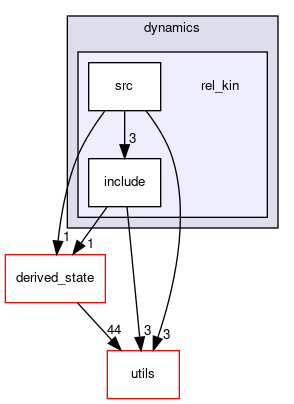 dynamics
src
rel_kin
3
include
1
1
derived_state
44
3
3
utils